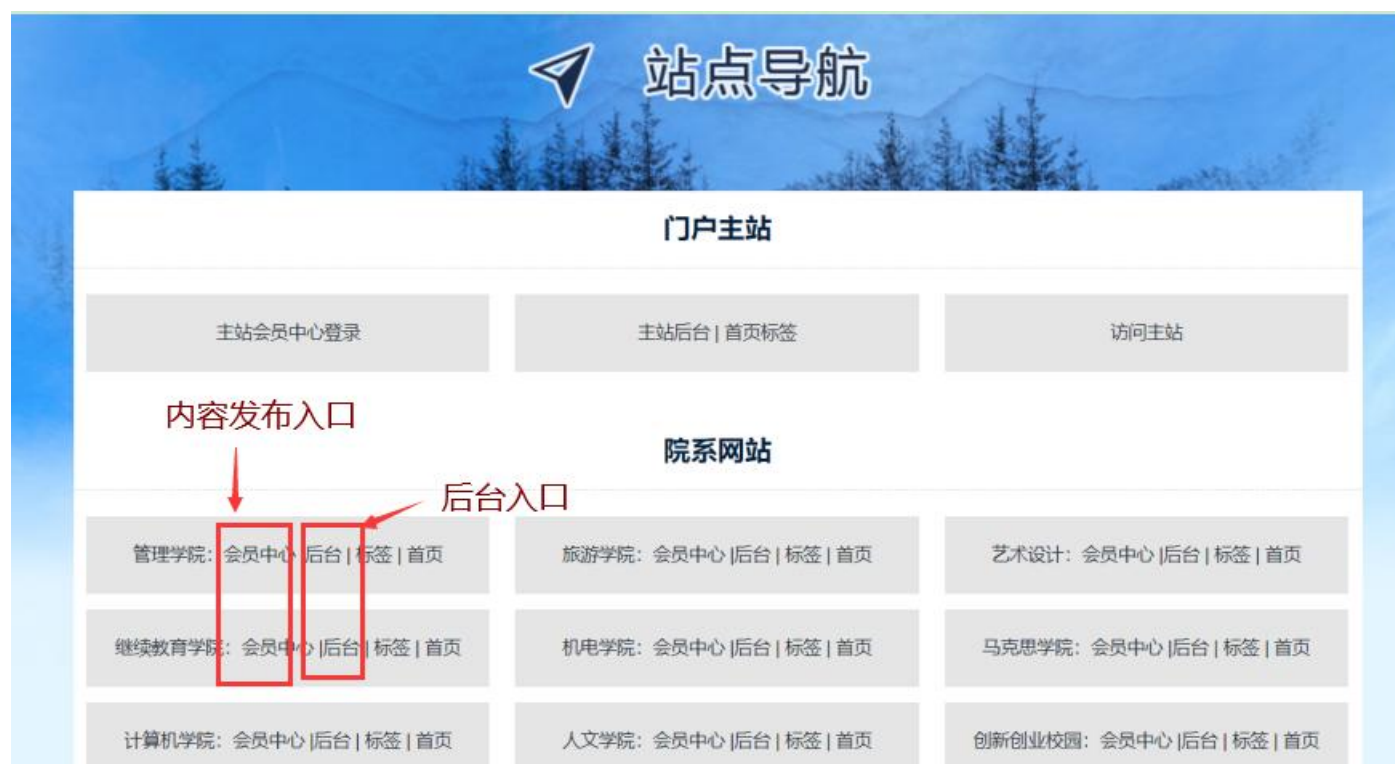 站点导航
门户主站
主站会员中心登录
主站后台 | 首页标签
访问主站
内容发布入口
院系网站
后台入口
管理学院：会员中心 |后台 | 标签 | 首页
旅游学院：会员中心 |后台 | 标签 | 首页
艺术设计：会员中心 |后台 | 标签 | 首页
继续教育学院：会员中心 |后台 | 标签 | 首页
机电学院：会员中心 |后台 | 标签 | 首页
马克思学院：会员中心 |后台 | 标签 | 首页
计算机学院：会员中心 |后台 | 标签 | 首页
人文学院：会员中心 |后台 | 标签 | 首页
创新创业校园：会员中心 |后台 | 标签 | 首页